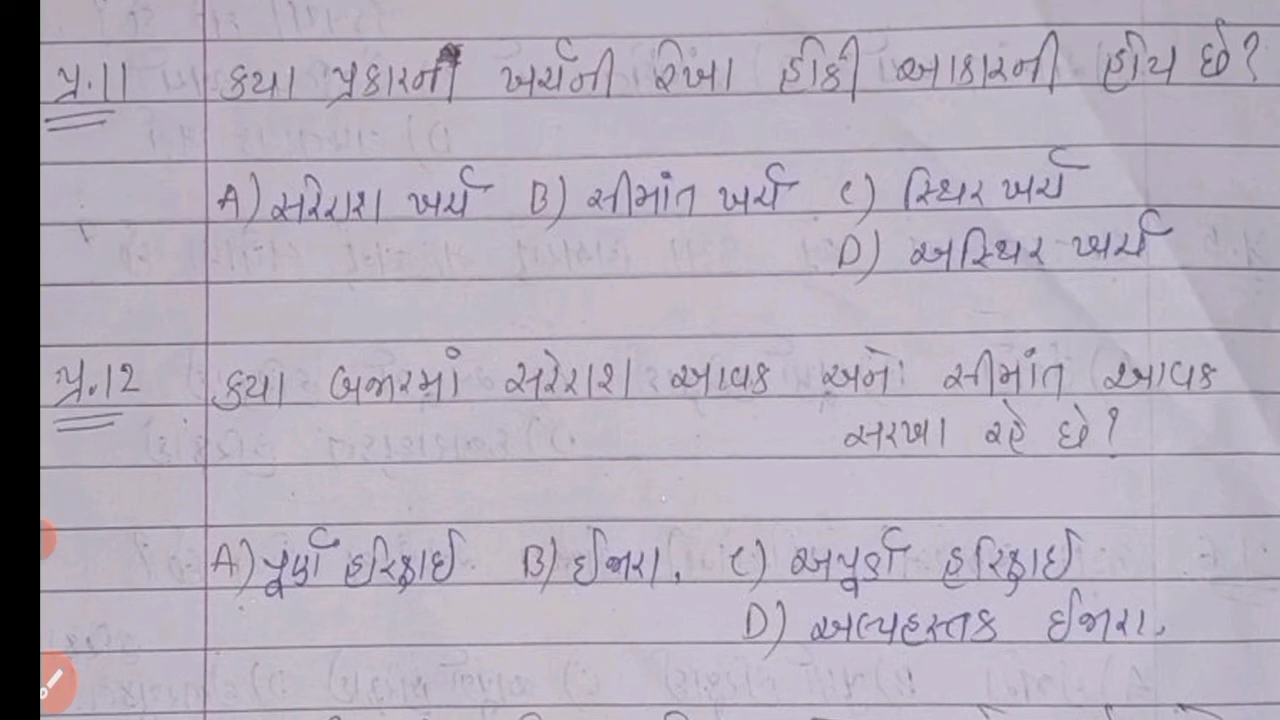 પ્ર.11 કયા પ્રકારની ખર્ચની રેખા હોકી આકારની હોય છે?
A) સરેરાશ ખર્ચ B) સીમાંત ખર્ચ C) સ્થિર ખર્ચ
D) અસ્થિર ખર્ચ
પ્ર.12 કયા બજારમાં સરેરાશ આવક અને સીમાંત આવક
સરખા રહે છે?
A) પૂર્ણ હરિફાઈ B) ઈજારા. C) અપૂર્ણ હરિફાઈ
D) અલ્પહસ્તક ઈજારા.